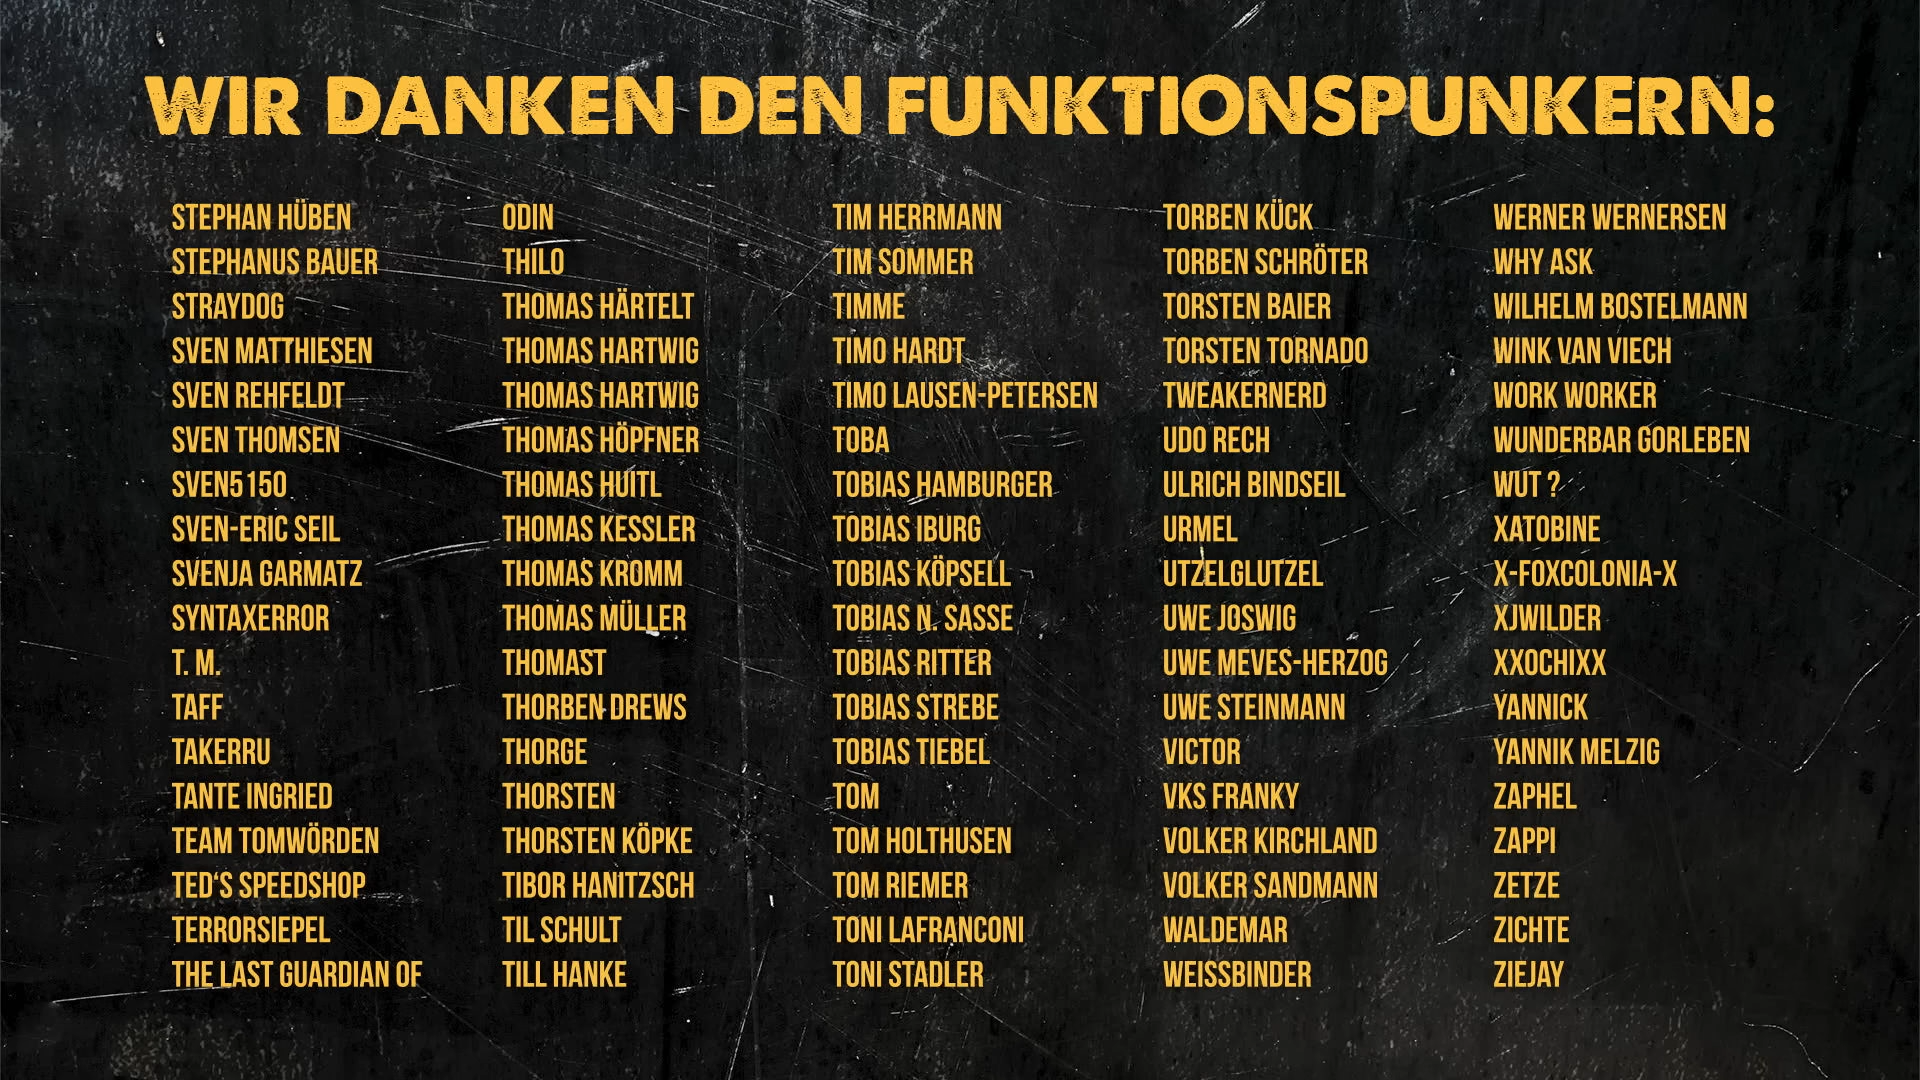 WIR DANKEN DEN FUNKTIONSPUNKERN:
STEPHAN HÜBEN
STEPHANUS BAUER
STRAYDOG
SVEN MATTHIESEN
SVEN REHFELDT
SVEN THOMSEN
SVEN5150
SVEN-ERIC SEIL
SVENJA GARMATZ
SYNTAXERROR
T. M.
TAFF
TAKERRU
TANTE INGRIED
TEAM TOMWÖRDEN
TED‘S SPEEDSHOP
TERRORSIEPEL
THE LAST GUARDIAN OF
ODIN
THILO
THOMAS HÄRTELT
THOMAS HARTWIG
THOMAS HARTWIG
THOMAS HÖPFNER
THOMAS HUITL
THOMAS KESSLER
THOMAS KROMM
THOMAS MÜLLER
THOMAST
THORBEN DREWS
THORGE
THORSTEN
THORSTEN KÖPKE
TIBOR HANITZSCH
TIL SCHULT
TILL HANKE
TIM HERRMANN
TIM SOMMER
TIMME
TIMO HARDT
TIMO LAUSEN-PETERSEN
TOBA
TOBIAS HAMBURGER
TOBIAS IBURG
TOBIAS KÖPSELL
TOBIAS N. SASSE
TOBIAS RITTER
TOBIAS STREBE
TOBIAS TIEBEL
TOM
TOM HOLTHUSEN
TOM RIEMER
TONI LAFRANCONI
TONI STADLER
TORBEN KÜCK
TORBEN SCHRÖTER
TORSTEN BAIER
TORSTEN TORNADO
TWEAKERNERD
UDO RECH
ULRICH BINDSEIL
URMEL
UTZELGLUTZEL
UWE JOSWIG
UWE MEVES-HERZOG
UWE STEINMANN
VICTOR
VKS FRANKY
VOLKER KIRCHLAND
VOLKER SANDMANN
WALDEMAR
WEISSBINDER
WERNER WERNERSEN
WHY ASK
WILHELM BOSTELMANN
WINK VAN VIECH
WORK WORKER
WUNDERBAR GORLEBEN
WUT ?
XATOBINE
X-FOXCOLONIA-X
XJWILDER
XXOCHIXX
YANNICK
YANNIK MELZIG
ZAPHEL
ZAPPI
ZETZE
ZICHTE
ZIEJAY